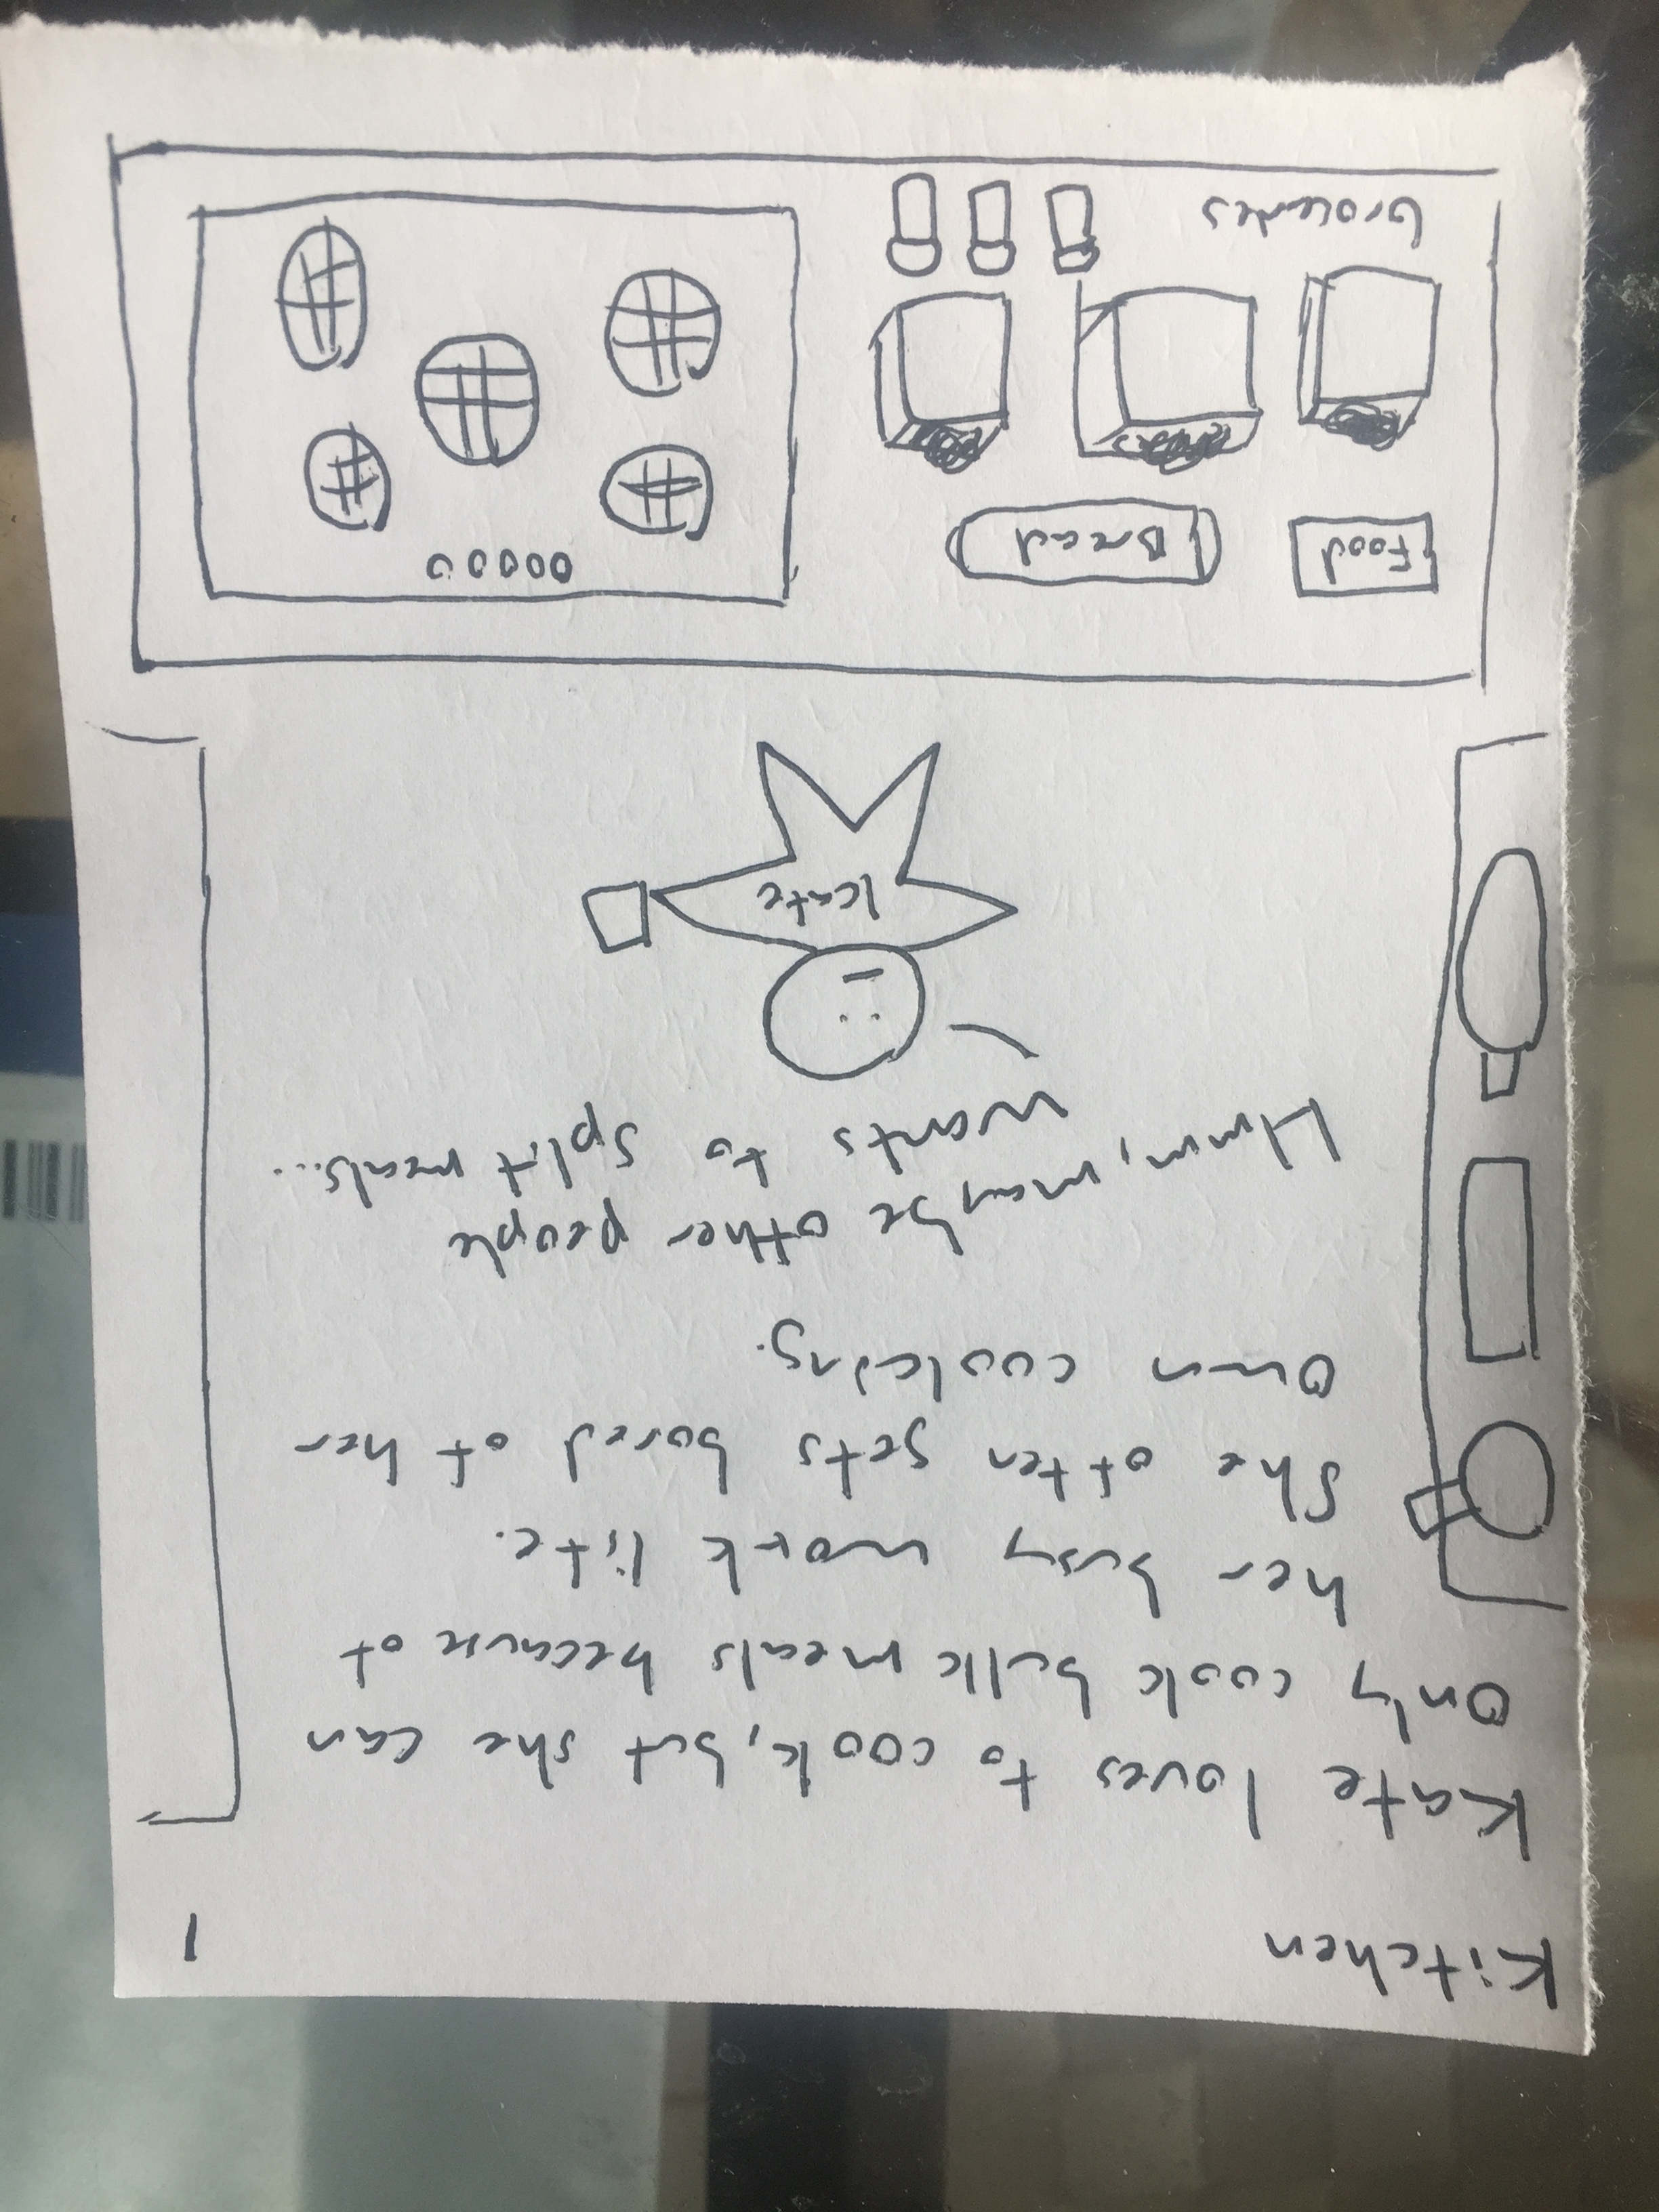 Kitchen 1
Kate loves to cook, but she can
only cook bulk meals because of
her busy work life.
She often gets bored of her
own cooking.
Hmm, maybe other people
wants to split meals...
Kate
Food
Bread
Groceries